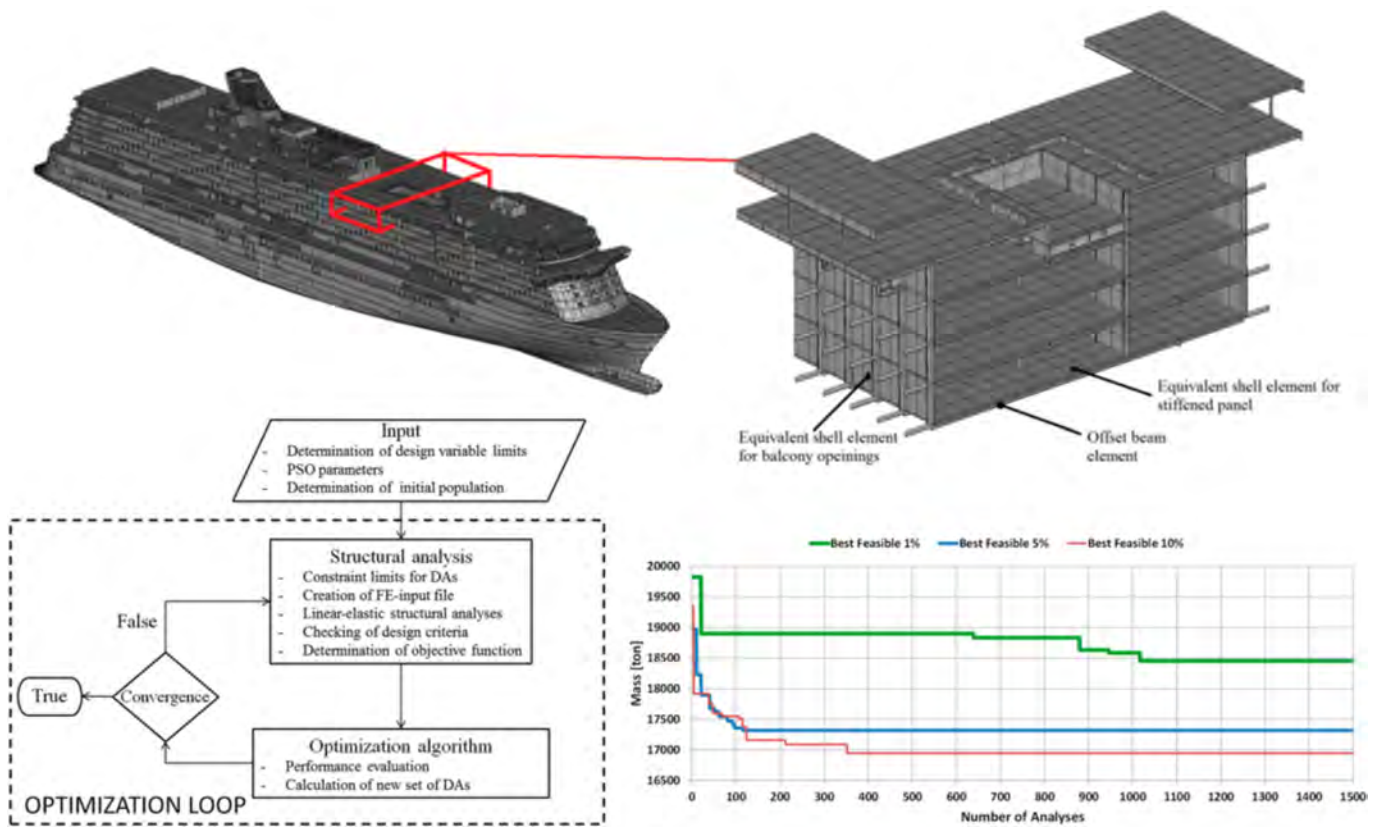 Equivalent shell element for
stiffened panel
Equivalent shell element
for balcony opeinings
Offset beam
element
Input
- Determination of design variable limits
- PSO parameters
- Determination of initial population
Structural analysis
- Constraint limits for DAs
- Creation of FE-input file
- Linear-elastic structural analyses
- Checking of design criteria
- Determination of objective function
False
True
Convergence
Optimization algorithm
- Performance evaluation
- Calculation of new set of DAs
OPTIMIZATION LOOP
Best Feasible 1% Best Feasible 5% Best Feasible 10%
Mass [ton]
20000
19500
19000
18500
18000
17500
17000
16500
0 100 200 300 400 500 600 700 800 900 1000 1100 1200 1300 1400 1500
Number of Analyses